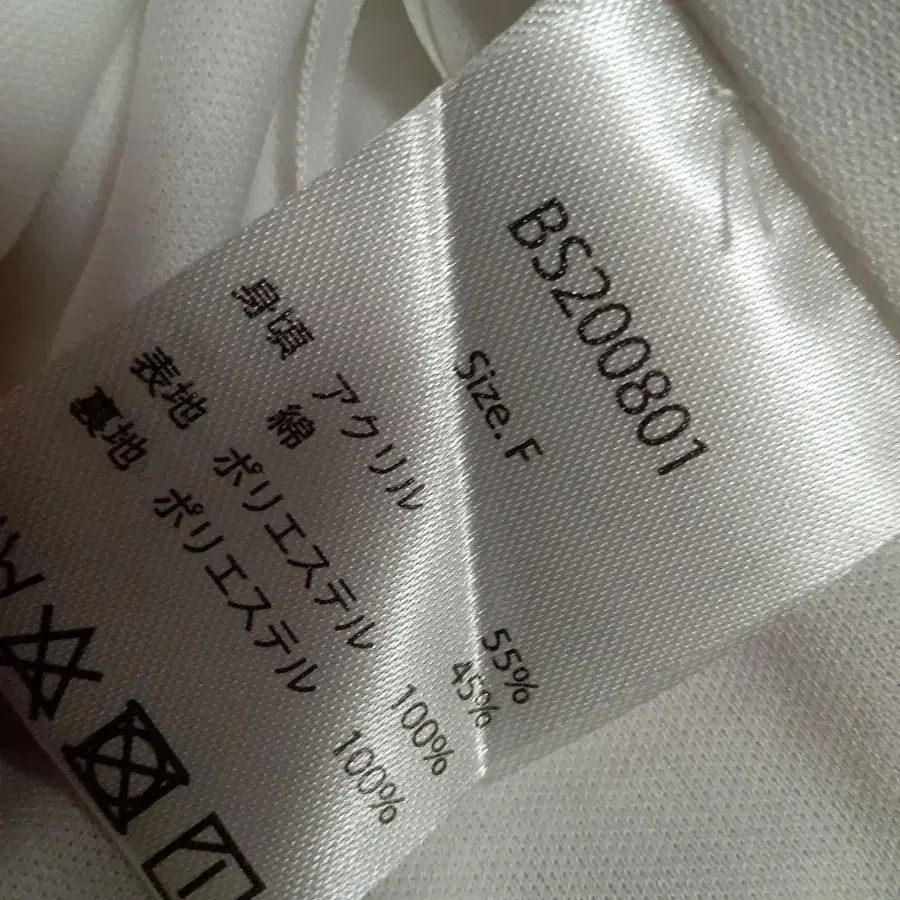 BS200801
Size. F
身頃 アクリル 55%
綿 45%
表地 ポリエステル 100%
裏地 ポリエステル 100%